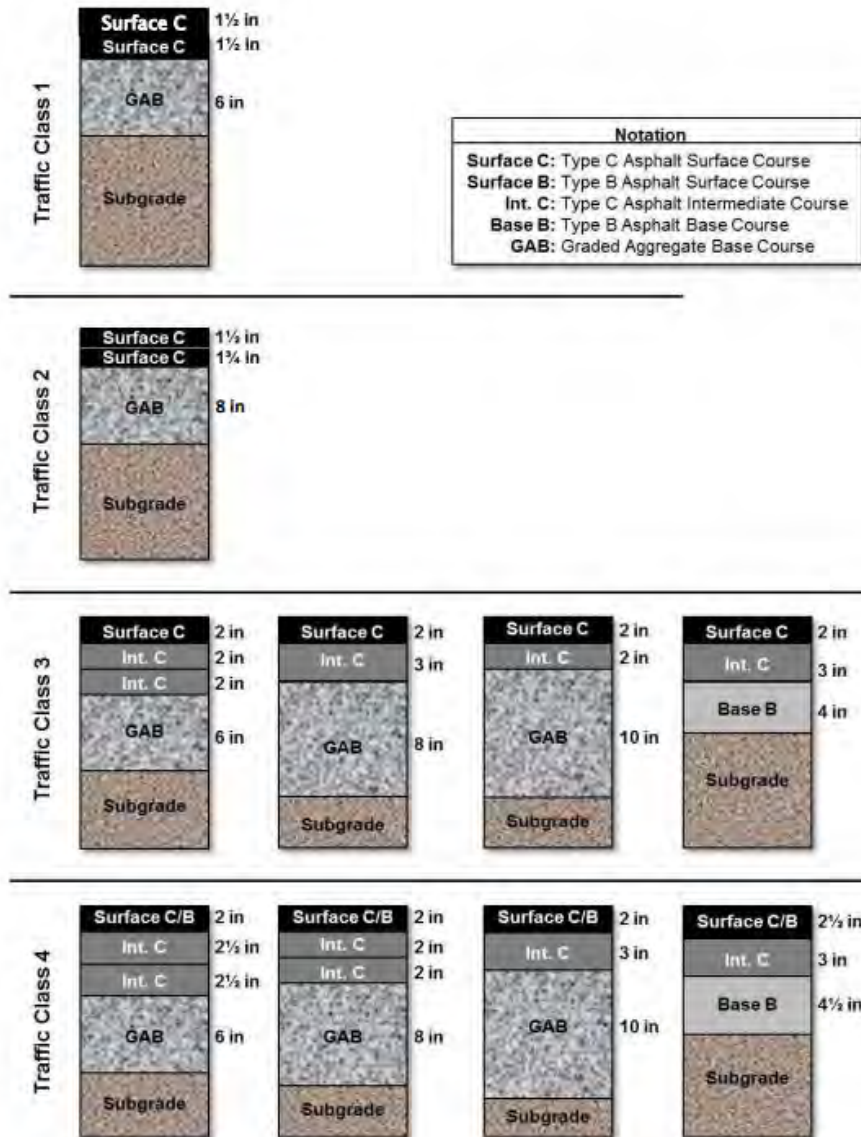 Traffic Class 1
Surface C 1½ in
Surface C 1½ in
GAB 6 in
Subgrade
Notation
Surface C: Type C Asphalt Surface Course
Surface B: Type B Asphalt Surface Course
Int. C: Type C Asphalt Intermediate Course
Base B: Type B Asphalt Base Course
GAB: Graded Aggregate Base Course
Traffic Class 2
Surface C 1½ in
Surface C 1¾ in
GAB 8 in
Subgrade
Traffic Class 3
Surface C 2 in
Int. C 2 in
Int. C 2 in
GAB 6 in
Subgrade
Surface C 2 in
Int. C 3 in
GAB 8 in
Subgrade
Surface C 2 in
Int. C 2 in
GAB 10 in
Subgrade
Surface C 2 in
Int. C 3 in
Base B 4 in
Subgrade
Traffic Class 4
Surface C/B 2 in
Int. C 2½ in
Int. C 2½ in
GAB 6 in
Subgrade
Surface C/B 2 in
Int. C 2 in
Int. C 2 in
GAB 8 in
Subgrade
Surface C/B 2 in
Int. C 3 in
GAB 10 in
Subgrade
Surface C/B 2½ in
Int. C 3 in
Base B 4½ in
Subgrade